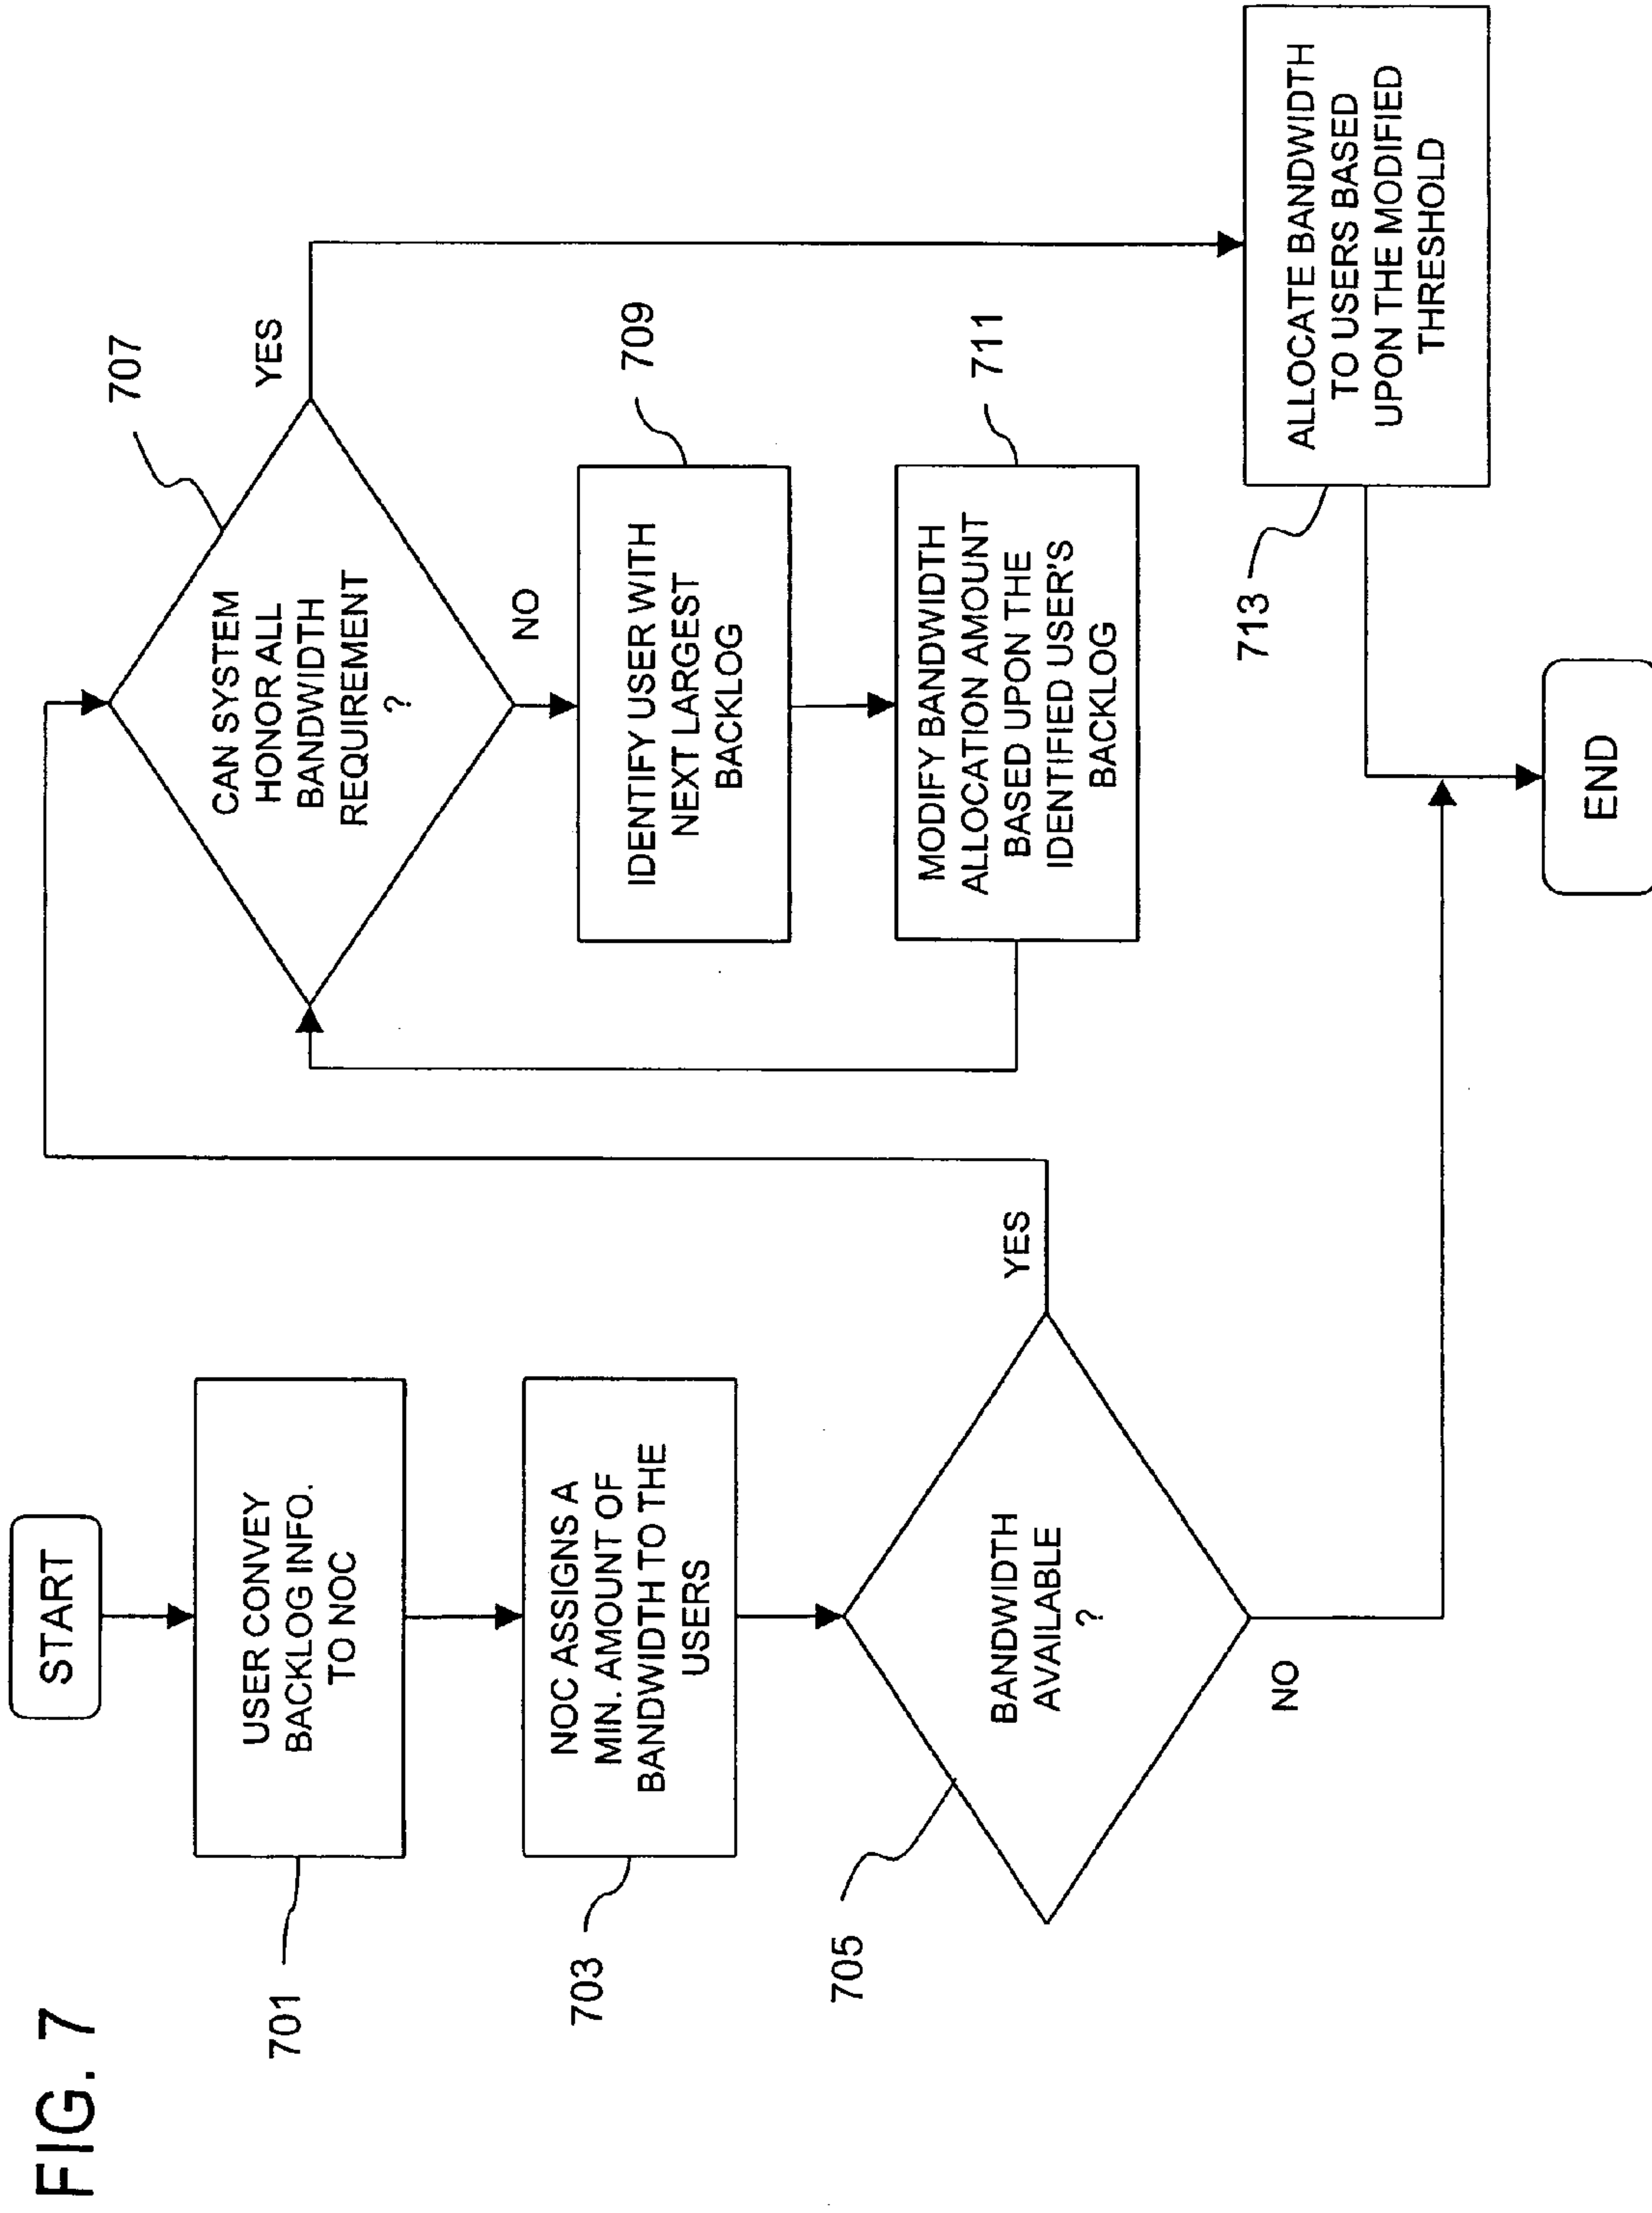 FIG. 7
START
USER CONVEY
BACKLOG INFO.
TO NOC
701
NOC ASSIGNS A
MIN. AMOUNT OF
BANDWIDTH TO THE
USERS
703
BANDWIDTH
AVAILABLE
?
705
YES
NO
CAN SYSTEM
HONOR ALL
BANDWIDTH
REQUIREMENT
?
707
YES
NO
IDENTIFY USER WITH
NEXT LARGEST
BACKLOG
709
MODIFY BANDWIDTH
ALLOCATION AMOUNT
BASED UPON THE
IDENTIFIED USER'S
BACKLOG
711
ALLOCATE BANDWIDTH
TO USERS BASED
UPON THE MODIFIED
THRESHOLD
713
END